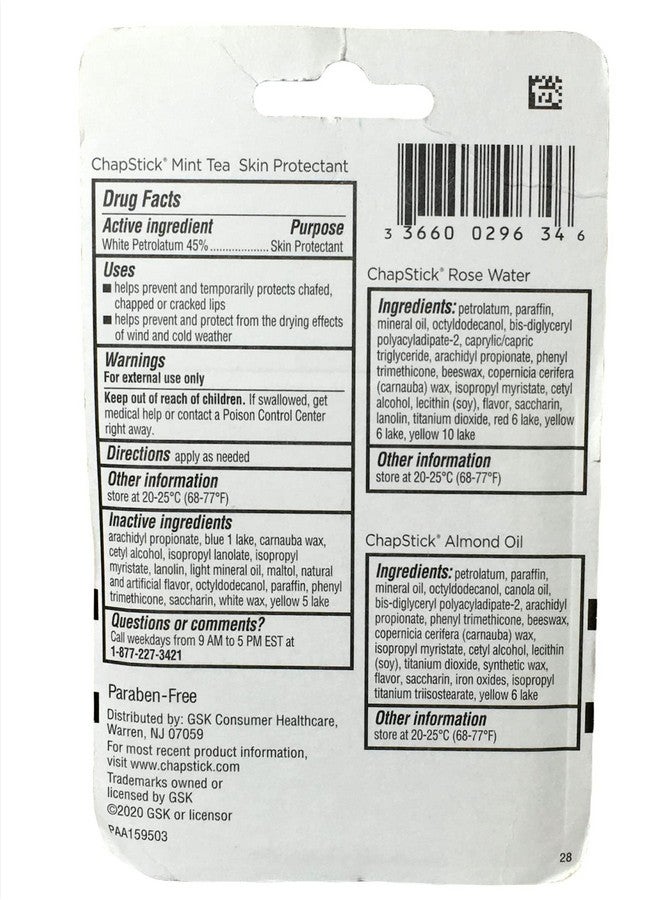 ChapStick® Mint Tea Skin Protectant
Drug Facts
Active ingredient Purpose
White Petrolatum 45%................... Skin Protectant
Uses
■ helps prevent and temporarily protects chafed,
chapped or cracked lips
■ helps prevent and protect from the drying effects
of wind and cold weather
Warnings
For external use only
Keep out of reach of children. If swallowed, get
medical help or contact a Poison Control Center
right away.
Directions apply as needed
Other information
store at 20-25°C (68-77°F)
Inactive ingredients
arachidyl propionate, blue 1 lake, carnauba wax,
cetyl alcohol, isopropyl lanolate, isopropyl
myristate, lanolin, light mineral oil, maltol, natural
and artificial flavor, octyldodecanol, paraffin, phenyl
trimethicone, saccharin, white wax, yellow 5 lake
Questions or comments?
Call weekdays from 9 AM to 5 PM EST at
1-877-227-3421
Paraben-Free
Distributed by: GSK Consumer Healthcare,
Warren, NJ 07059
For most recent product information,
visit www.chapstick.com
Trademarks owned or
licensed by GSK
©2020 GSK or licensor
PAA159503
3 3660 0296 34 6
ChapStick® Rose Water
Ingredients: petrolatum, paraffin,
mineral oil, octyldodecanol, bis-diglyceryl
polyacyladipate-2, caprylic/capric
triglyceride, arachidyl propionate, phenyl
trimethicone, beeswax, copernicia cerifera
(carnauba) wax, isopropyl myristate, cetyl
alcohol, lecithin (soy), flavor, saccharin,
lanolin, titanium dioxide, red 6 lake, yellow
6 lake, yellow 10 lake
Other information
store at 20-25°C (68-77°F)
ChapStick® Almond Oil
Ingredients: petrolatum, paraffin,
mineral oil, octyldodecanol, canola oil,
bis-diglyceryl polyacyladipate-2, arachidyl
propionate, phenyl trimethicone, beeswax,
copernicia cerifera (carnauba) wax,
isopropyl myristate, cetyl alcohol, lecithin
(soy), titanium dioxide, synthetic wax,
flavor, saccharin, iron oxides, isopropyl
titanium triisostearate, yellow 6 lake
Other information
store at 20-25°C (68-77°F)
28